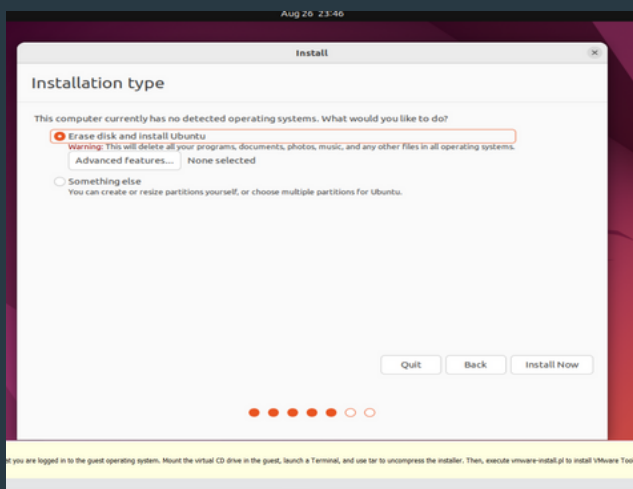 Aug 26 23:46
Install
Installation type
This computer currently has no detected operating systems. What would you like to do?
Erase disk and install Ubuntu
Warning: This will delete all your programs, documents, photos, music, and any other files in all operating systems.
Advanced features... None selected
Something else
You can create or resize partitions yourself, or choose multiple partitions for Ubuntu.
Quit Back Install Now
you are logged in to the guest operating system. Mount the virtual CD drive in the guest, launch a Terminal, and use tar to uncompress the installer. Then, execute vmware-install.pl to install VMware